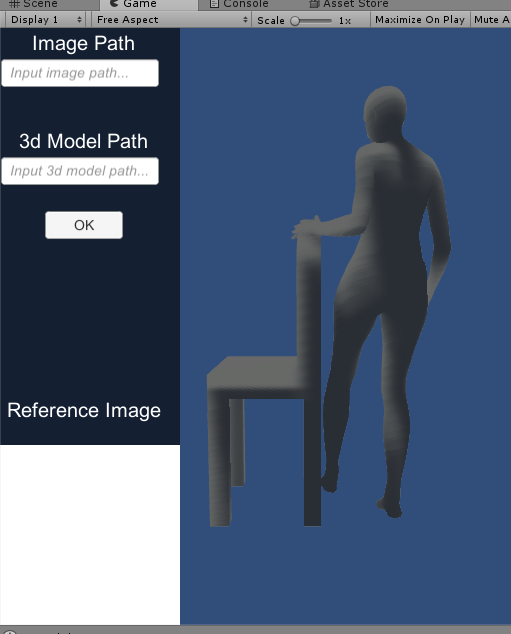 Scene Game Console Asset Store
Display 1 Free Aspect Scale 1x Maximize On Play Mute A
Image Path
Input image path...
3d Model Path
Input 3d model path...
OK
Reference Image